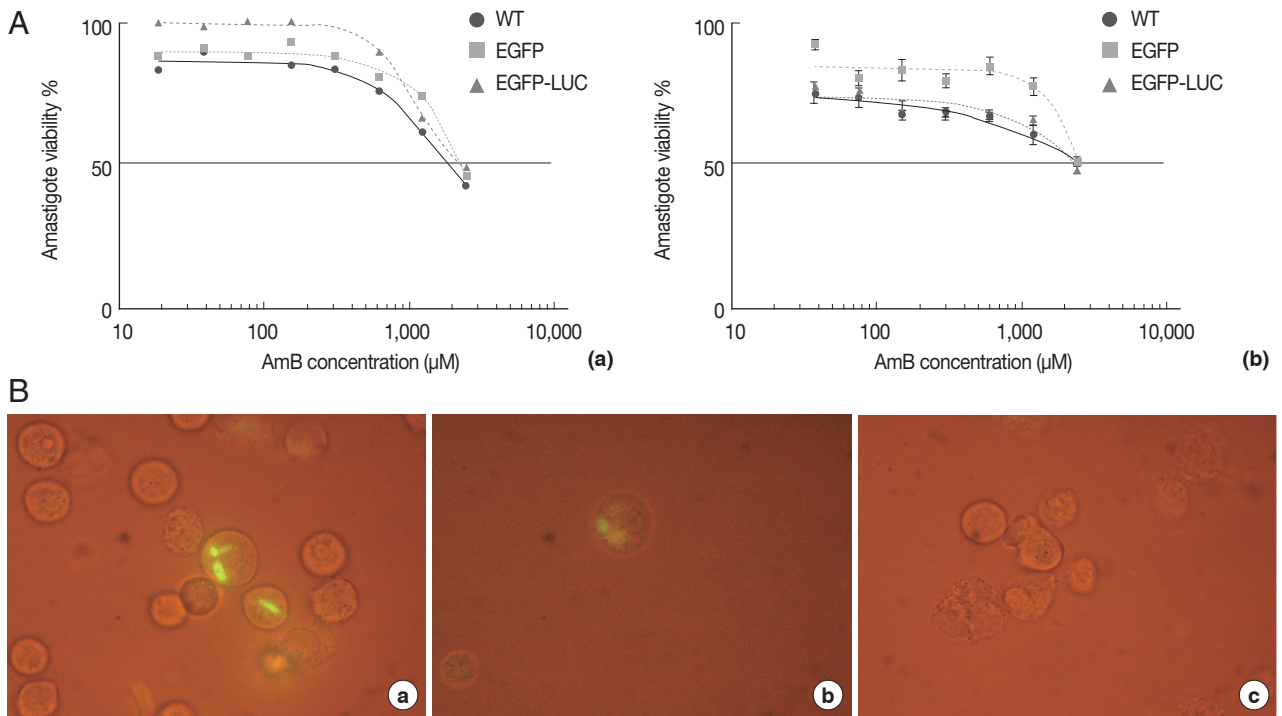 A
WT
EGFP
EGFP-LUC
Amastigote viability %
100
50
0
10
100
1,000
10,000
AmB concentration (μM)
(a)
WT
EGFP
EGFP-LUC
Amastigote viability %
100
50
0
10
100
1,000
10,000
AmB concentration (μM)
(b)
B
a
b
c